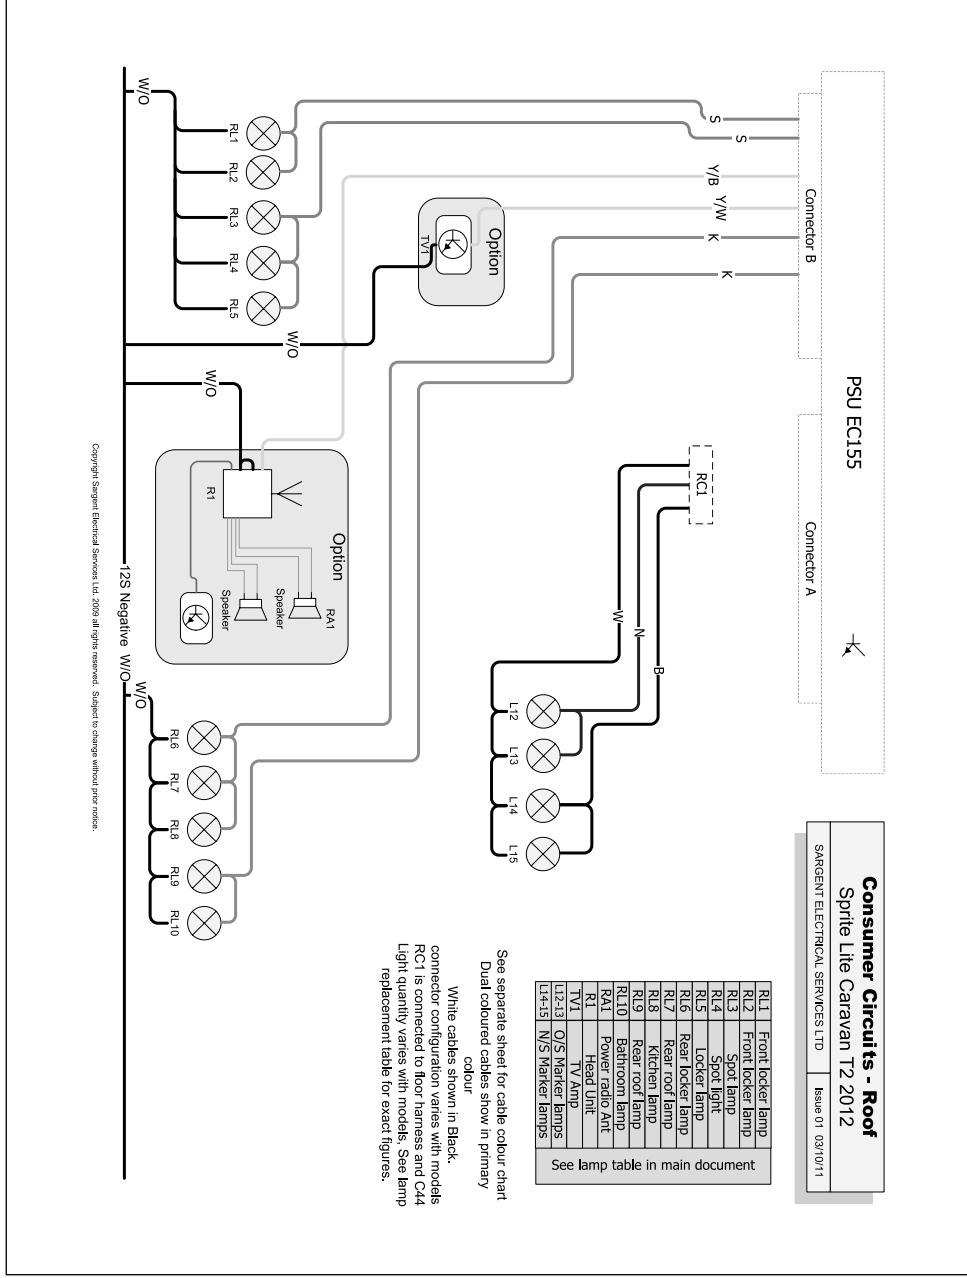 Consumer Circuits - Roof
Sprite Lite Caravan T2 2012
SARGENT ELECTRICAL SERVICES LTD
Issue 01 03/10/11
PSU EC155
Connector B
Connector A
S
S
Y/B
Y/W
K
K
RC1
W
N
B
Option
TV1
W/O
RL1
RL2
RL3
RL4
RL5
W/O
W/O
Option
R1
RA1
Speaker
Speaker
L12
L13
L14
L15
12S Negative W/O
W/O
RL6
RL7
RL8
RL9
RL10
RL1 Front locker lamp
RL2 Front locker lamp
RL3 Spot lamp
RL4 Spot light
RL5 Locker lamp
RL6 Rear locker lamp
RL7 Rear roof lamp
RL8 Kitchen lamp
RL9 Rear roof lamp
RL10 Bathroom lamp
RA1 Power radio Ant
R1 Head Unit
TV1 TV Amp
L12-13 O/S Marker lamps
L14-15 N/S Marker lamps
See lamp table in main document
See separate sheet for cable colour chart
Dual coloured cables show in primary
colour
White cables shown in Black.
connector configuration varies with models
RC1 is connected to floor harness and C44
Light quantity varies with models, See lamp
replacement table for exact figures.
Copyright Sargent Electrical Services Ltd. 2009 all rights reserved. Subject to change without prior notice.